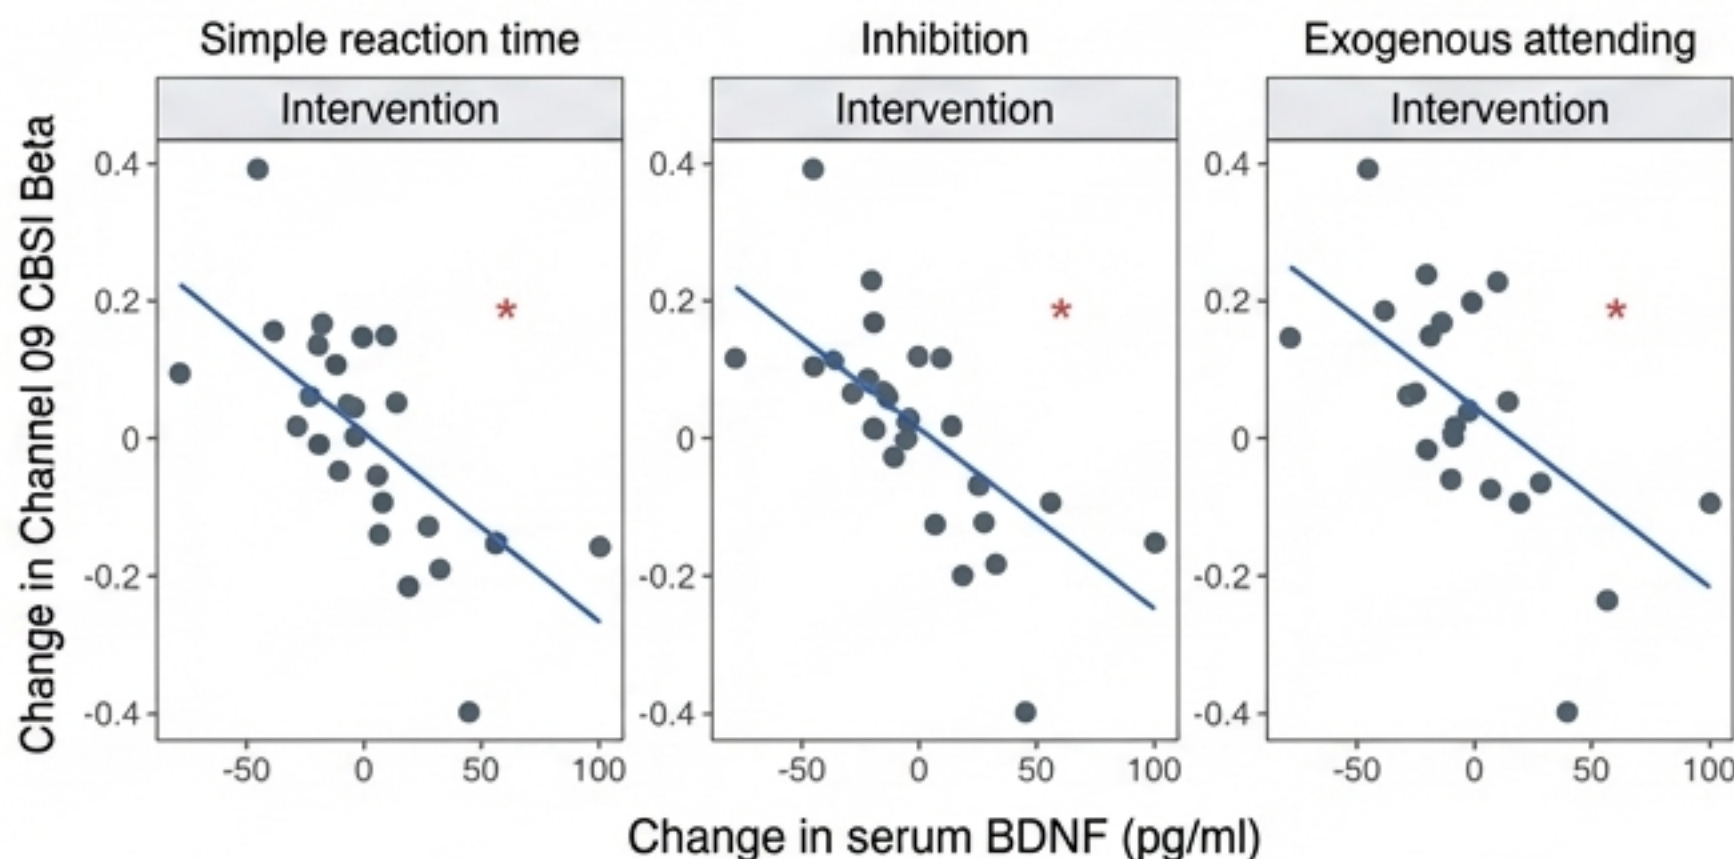 Simple reaction time
Inhibition
Exogenous attending
Intervention
Intervention
Intervention
Change in Channel 09 CBSI Beta
0.4
0.2
0
-0.2
-0.4
0.4
0.2
0
-0.2
-0.4
0.4
0.2
0
-0.2
-0.4
*
*
*
-50 0 50 100
-50 0 50 100
-50 0 50 100
Change in serum BDNF (pg/ml)